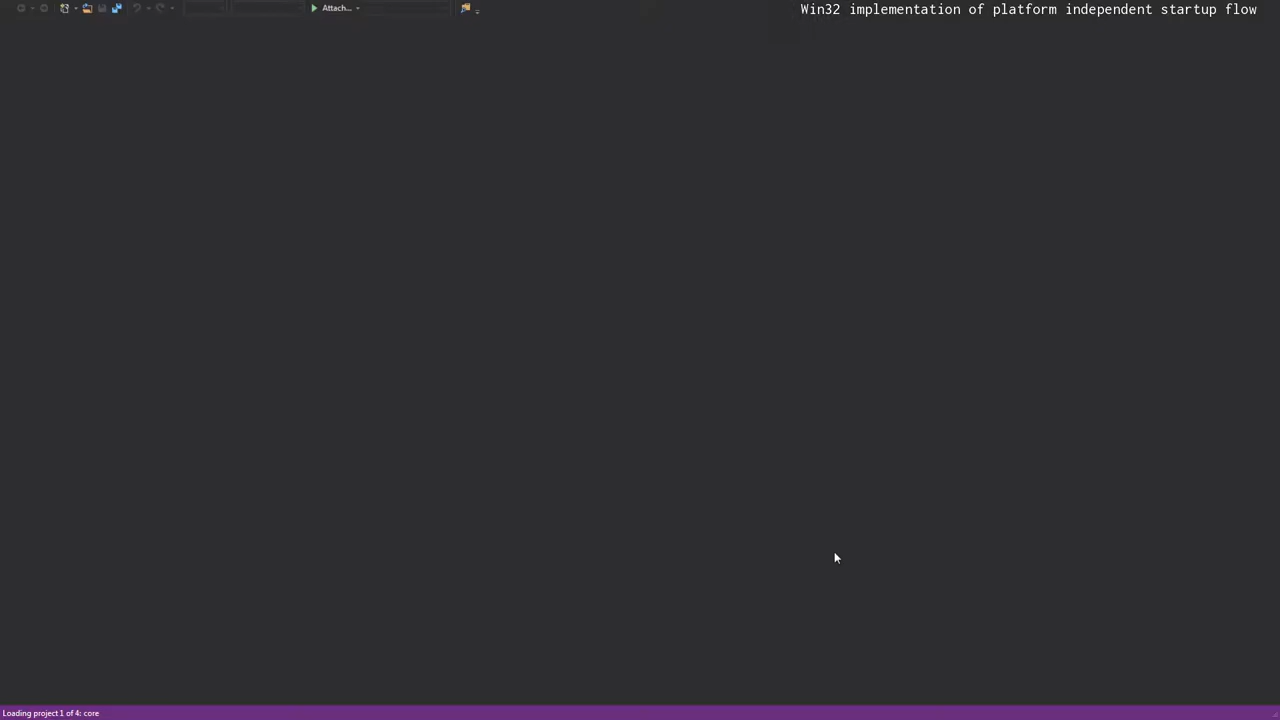 Attach...
Win32 implementation of platform independent startup flow
Loading project 1 of 4: core